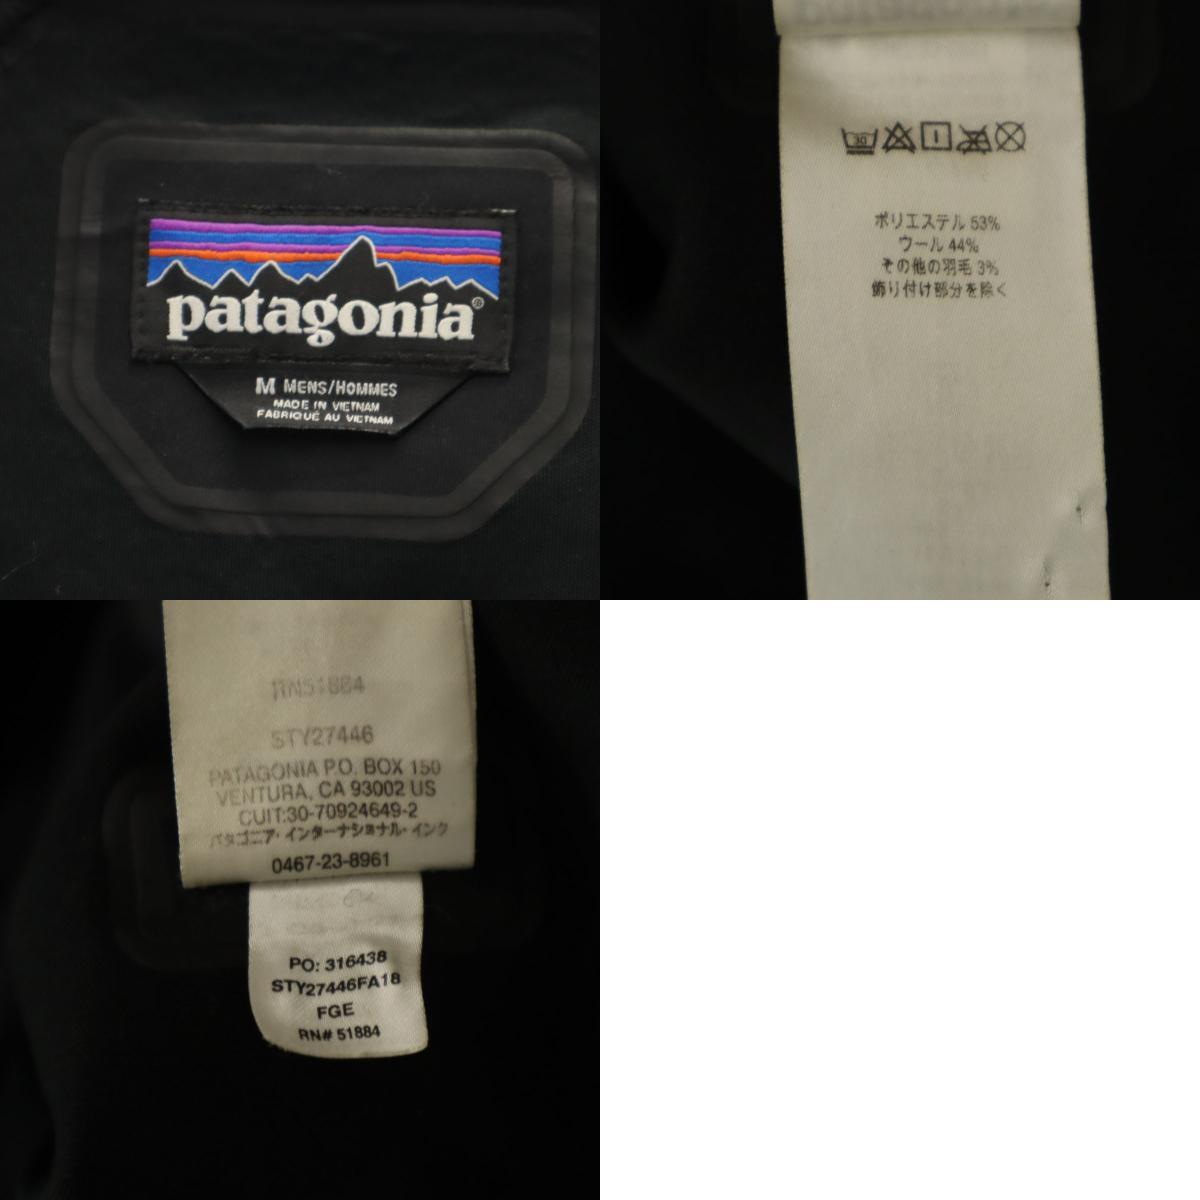 patagonia®
M MENS/HOMMES
MADE IN VIETNAM
FABRIQUÉ AU VIETNAM
30
ポリエステル 53%
ウール 44%
その他の羽毛 3%
飾り付け部分を除く
RN51884
STY27446
PATAGONIA P.O. BOX 150
VENTURA, CA 93002 US
CUIT:30-70924649-2
パタゴニア・インターナショナル・インク
0467-23-8961
PO: 316438
STY27446FA18
FGE
RN# 51884